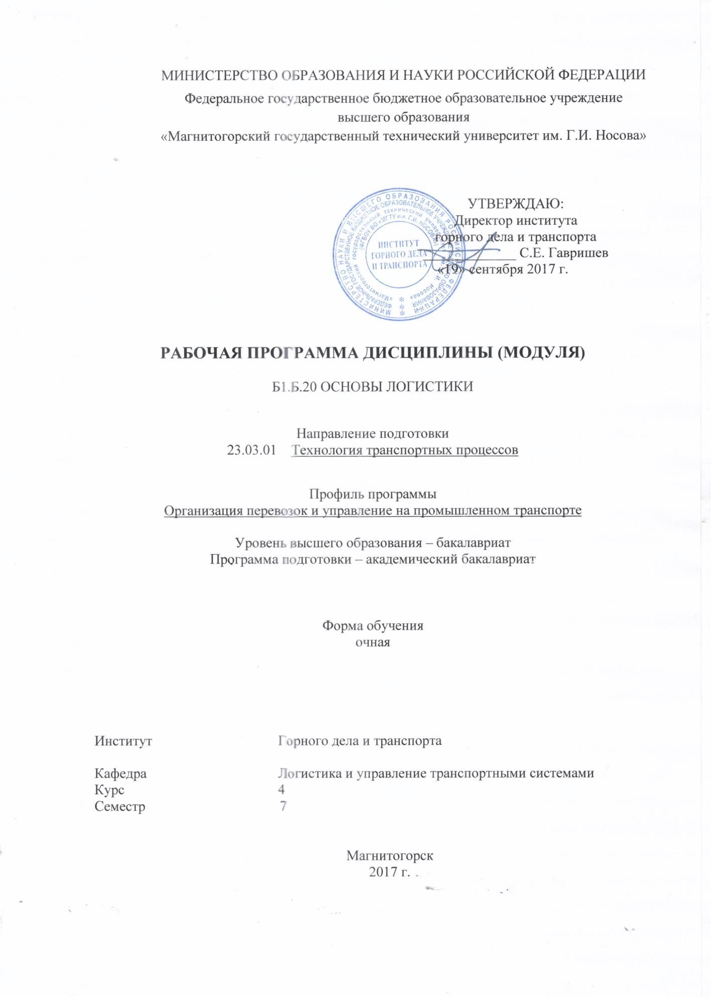 МИНИСТЕРСТВО ОБРАЗОВАНИЯ И НАУКИ РОССИЙСКОЙ ФЕДЕРАЦИИ
Федеральное государственное бюджетное образовательное учреждение
высшего образования
«Магнитогорский государственный технический университет им. Г.И. Носова»
УТВЕРЖДАЮ:
Директор института
горного дела и транспорта
С.Е. Гавришев
«19» сентября 2017 г.
МИНИСТЕРСТВО НАУКИ И ВЫСШЕГО ОБРАЗОВАНИЯ РОССИЙСКОЙ ФЕДЕРАЦИИ
ФЕДЕРАЛЬНОЕ ГОСУДАРСТВЕННОЕ БЮДЖЕТНОЕ ОБРАЗОВАТЕЛЬНОЕ УЧРЕЖДЕНИЕ ВЫСШЕГО ОБРАЗОВАНИЯ
«Магнитогорский государственный технический университет им. Г.И. Носова»
(ФГБОУ ВО «МГТУ им. Г.И. НОСОВА»)
ИНСТИТУТ
ГОРНОГО ДЕЛА
И ТРАНСПОРТА
РАБОЧАЯ ПРОГРАММА ДИСЦИПЛИНЫ (МОДУЛЯ)
Б1.Б.20 ОСНОВЫ ЛОГИСТИКИ
Направление подготовки
23.03.01 Технология транспортных процессов
Профиль программы
Организация перевозок и управление на промышленном транспорте
Уровень высшего образования – бакалавриат
Программа подготовки – академический бакалавриат
Форма обучения
очная
Институт Горного дела и транспорта
Кафедра Логистика и управление транспортными системами
Курс 4
Семестр 7
Магнитогорск
2017 г.